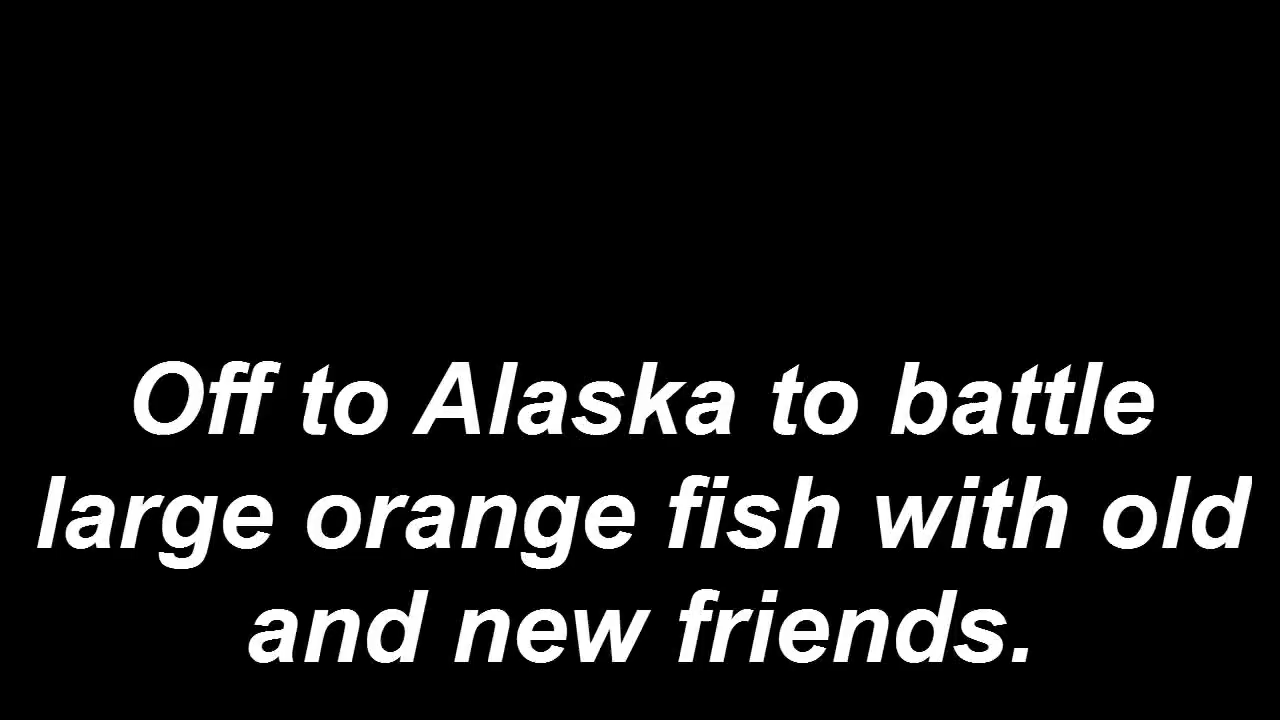 Off to Alaska to battle
large orange fish with old
and new friends.